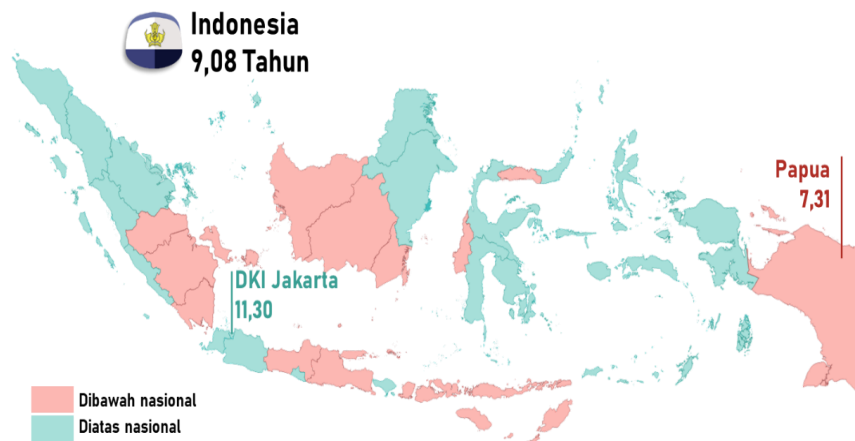 Indonesia
9,08 Tahun
Papua
7,31
DKI Jakarta
11,30
Dibawah nasional
Diatas nasional